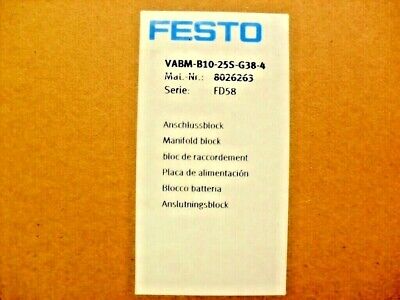 FESTO
VABM-B10-25S-G38-4
Mat.-Nr.: 8026263
Serie: FD58
Anschlussblock
Manifold block
bloc de raccordement
Placa de alimentación
Blocco batteria
Anslutningsblock